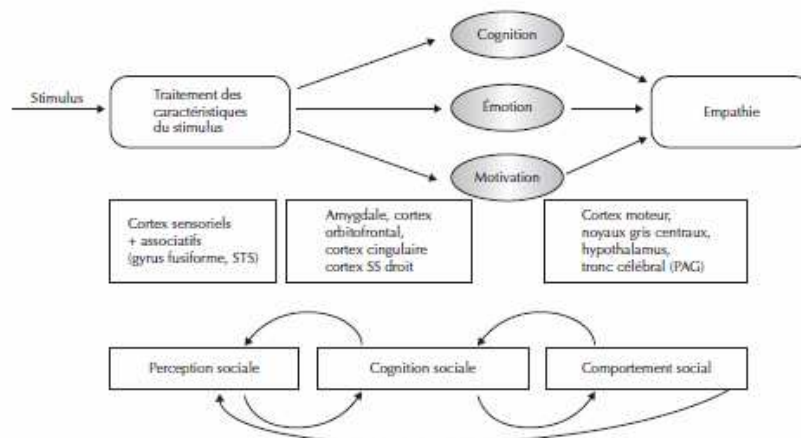 Cognition
Stimulus
Traitement des
caractéristiques
du stimulus
Émotion
Empathie
Motivation
Cortex sensoriels
+ associatifs
(gyrus fusiforme, STS)
Amygdale, cortex
orbitofrontal,
cortex cingulaire
cortex SS droit
Cortex moteur,
noyaux gris centraux,
hypothalamus,
tronc célébral (PAG)
Perception sociale
Cognition sociale
Comportement social